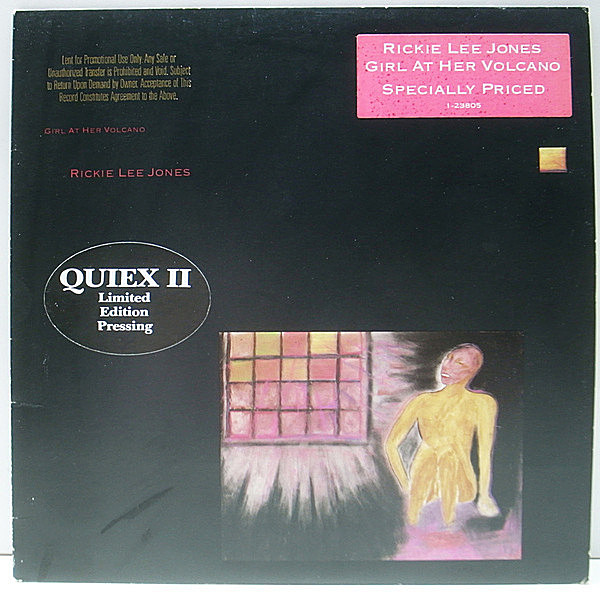 Lent for Promotional Use Only. Any Sale or
Unauthorized Transfer is Prohibited and Void. Subject
to Return Upon Demand by Owner. Acceptance of This
Record Constitutes Agreement to the Above.
RICKIE LEE JONES
GIRL AT HER VOLCANO
SPECIALLY PRICED
1-23805
GIRL AT HER VOLCANO
RICKIE LEE JONES
QUIEX II
Limited
Edition
Pressing